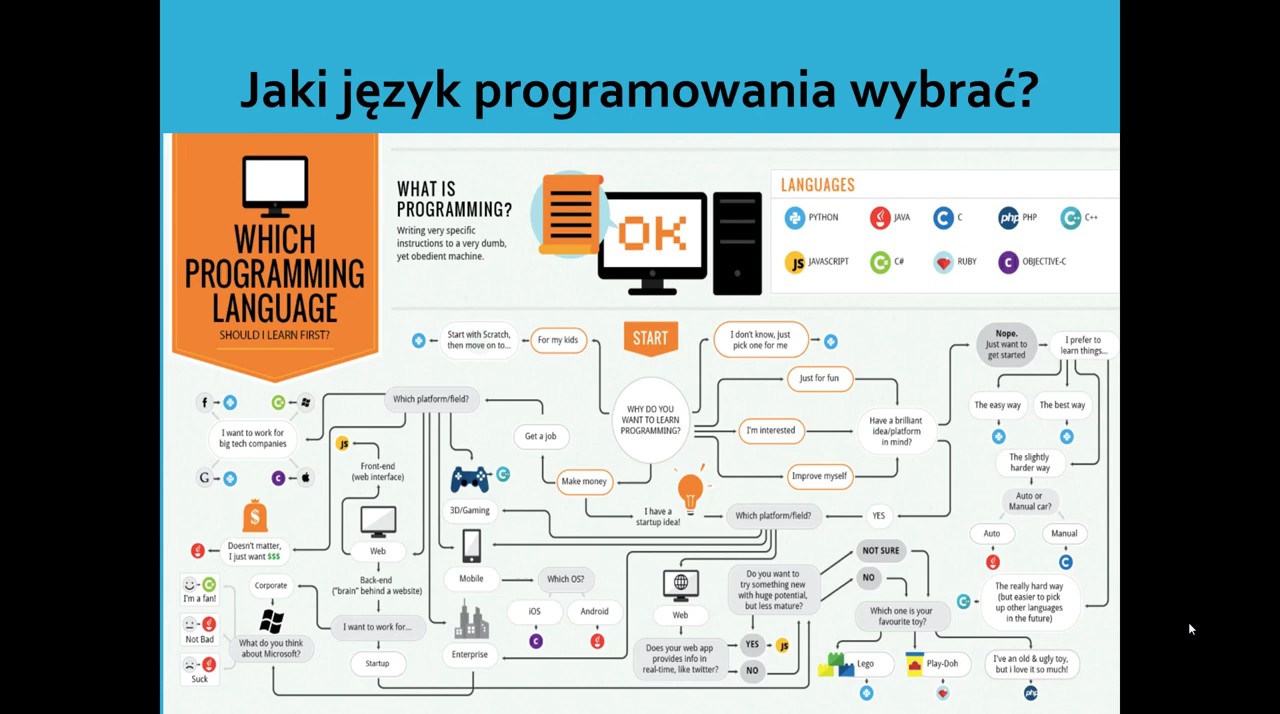 Jaki język programowania wybrać?
WHICH
PROGRAMMING
LANGUAGE
SHOULD I LEARN FIRST?
WHAT IS
PROGRAMMING?
Writing very specific
instructions to a very dumb,
yet obedient machine.
OK
LANGUAGES
PYTHON
JAVA
C
C
php
PHP
C++
C++
JS
JAVASCRIPT
C#
RUBY
C
OBJECTIVE-C
START
Start with Scratch,
then move on to...
For my kids
I don't know, just
pick one for me
Nope.
Just want to
get started
I prefer to
learn things...
Just for fun
Which platform/field?
WHY DO YOU
WANT TO LEARN
PROGRAMMING?
The easy way
The best way
f
I want to work for
big tech companies
G
C
JS
Get a job
I'm interested
Have a brilliant
idea/platform
in mind?
Front-end
(web interface)
The slightly
harder way
Make money
Improve myself
3D/Gaming
I have a
startup idea!
Which platform/field?
YES
Auto or
Manual car?
$
Doesn't matter,
I just want $$$
Web
Auto
Manual
C
NOT SURE
Back-end
("brain" behind a website)
Mobile
Which OS?
Do you want to
try something new
with huge potential,
but less mature?
NO
Corporate
I'm a fan!
The really hard way
(but easier to
pick up other languages
in the future)
iOS
Android
C
Web
Which one is your
favourite toy?
Not Bad
I want to work for...
What do you think
about Microsoft?
Enterprise
Does your web app
provides info in
real-time, like twitter?
YES
JS
NO
Suck
Startup
Lego
Play-Doh
I've an old & ugly toy,
but i love it so much!
php